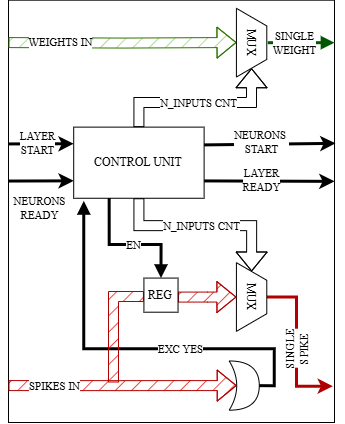 WEIGHTS IN
MUX
SINGLE
WEIGHT
N_INPUTS CNT
LAYER
START
CONTROL UNIT
NEURONS
START
NEURONS
READY
LAYER
READY
N_INPUTS CNT
EN
REG
MUX
SINGLE
SPIKE
EXC YES
SPIKES IN